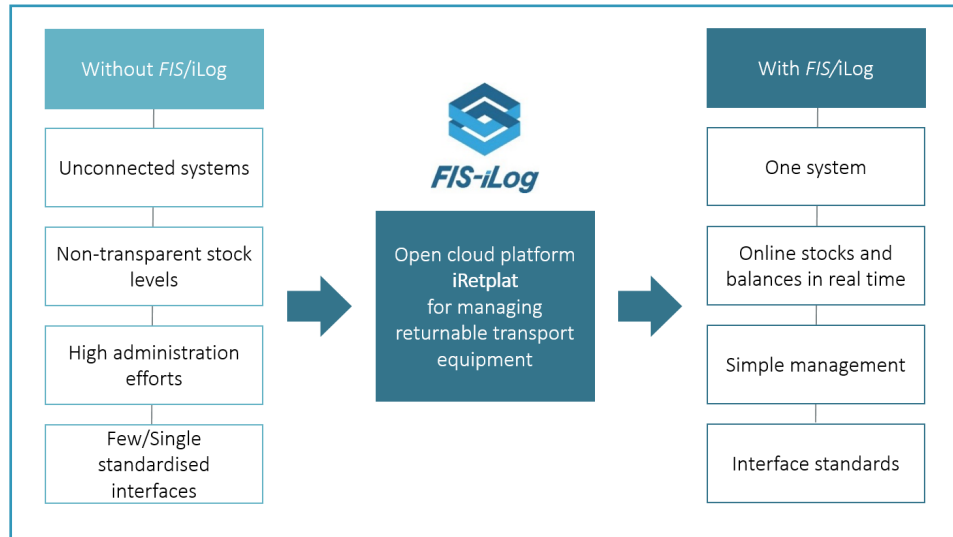 Without FIS/iLog
Unconnected systems
Non-transparent stock
levels
High administration
efforts
Few/Single
standardised
interfaces
FIS-iLog
Open cloud platform
iRetplat
for managing
returnable transport
equipment
With FIS/iLog
One system
Online stocks and
balances in real time
Simple management
Interface standards